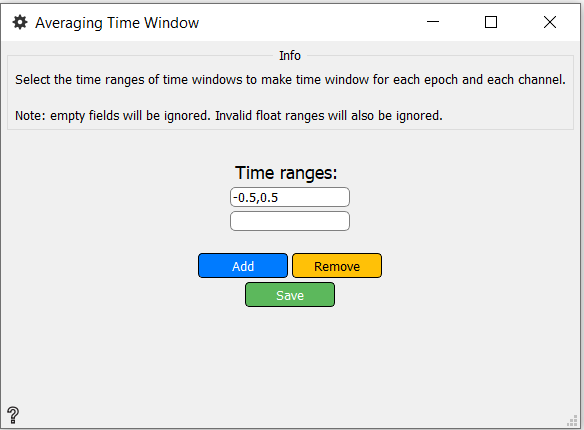 Averaging Time Window
Info
Select the time ranges of time windows to make time window for each epoch and each channel.
Note: empty fields will be ignored. Invalid float ranges will also be ignored.
Time ranges:
-0.5,0.5
Add Remove
Save
?